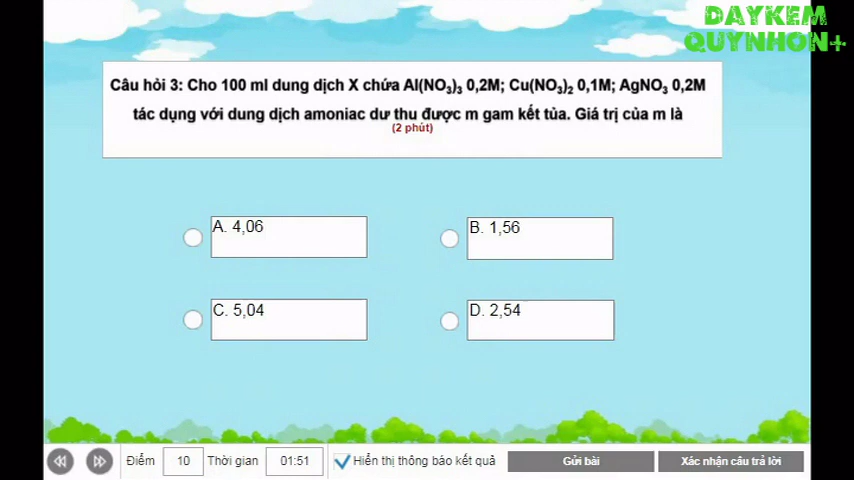 DAYKEM
QUYNHON+
Câu hỏi 3: Cho 100 ml dung dịch X chứa Al(NO₃)₃ 0,2M; Cu(NO₃)₂ 0,1M; AgNO₃ 0,2M
tác dụng với dung dịch amoniac dư thu được m gam kết tủa. Giá trị của m là
(2 phút)
A. 4,06
B. 1,56
C. 5,04
D. 2,54
Điểm 10 Thời gian 01:51 Hiển thị thông báo kết quả Gửi bài Xác nhận câu trả lời